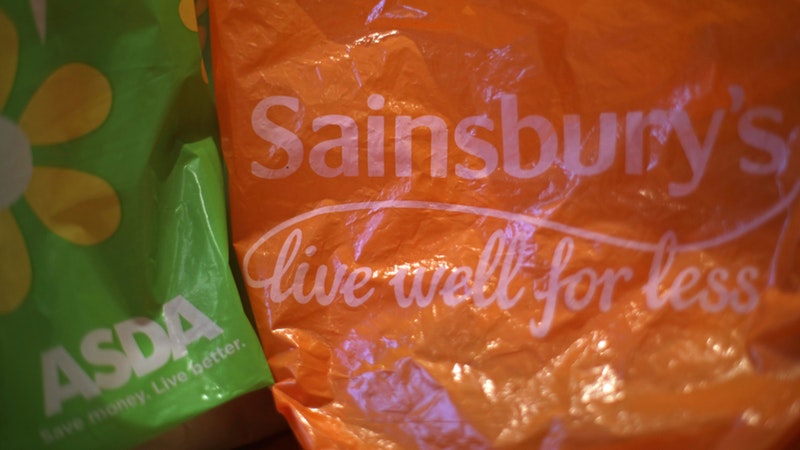 Sainsbury's
live well for less
ASDA
Save money. Live better.